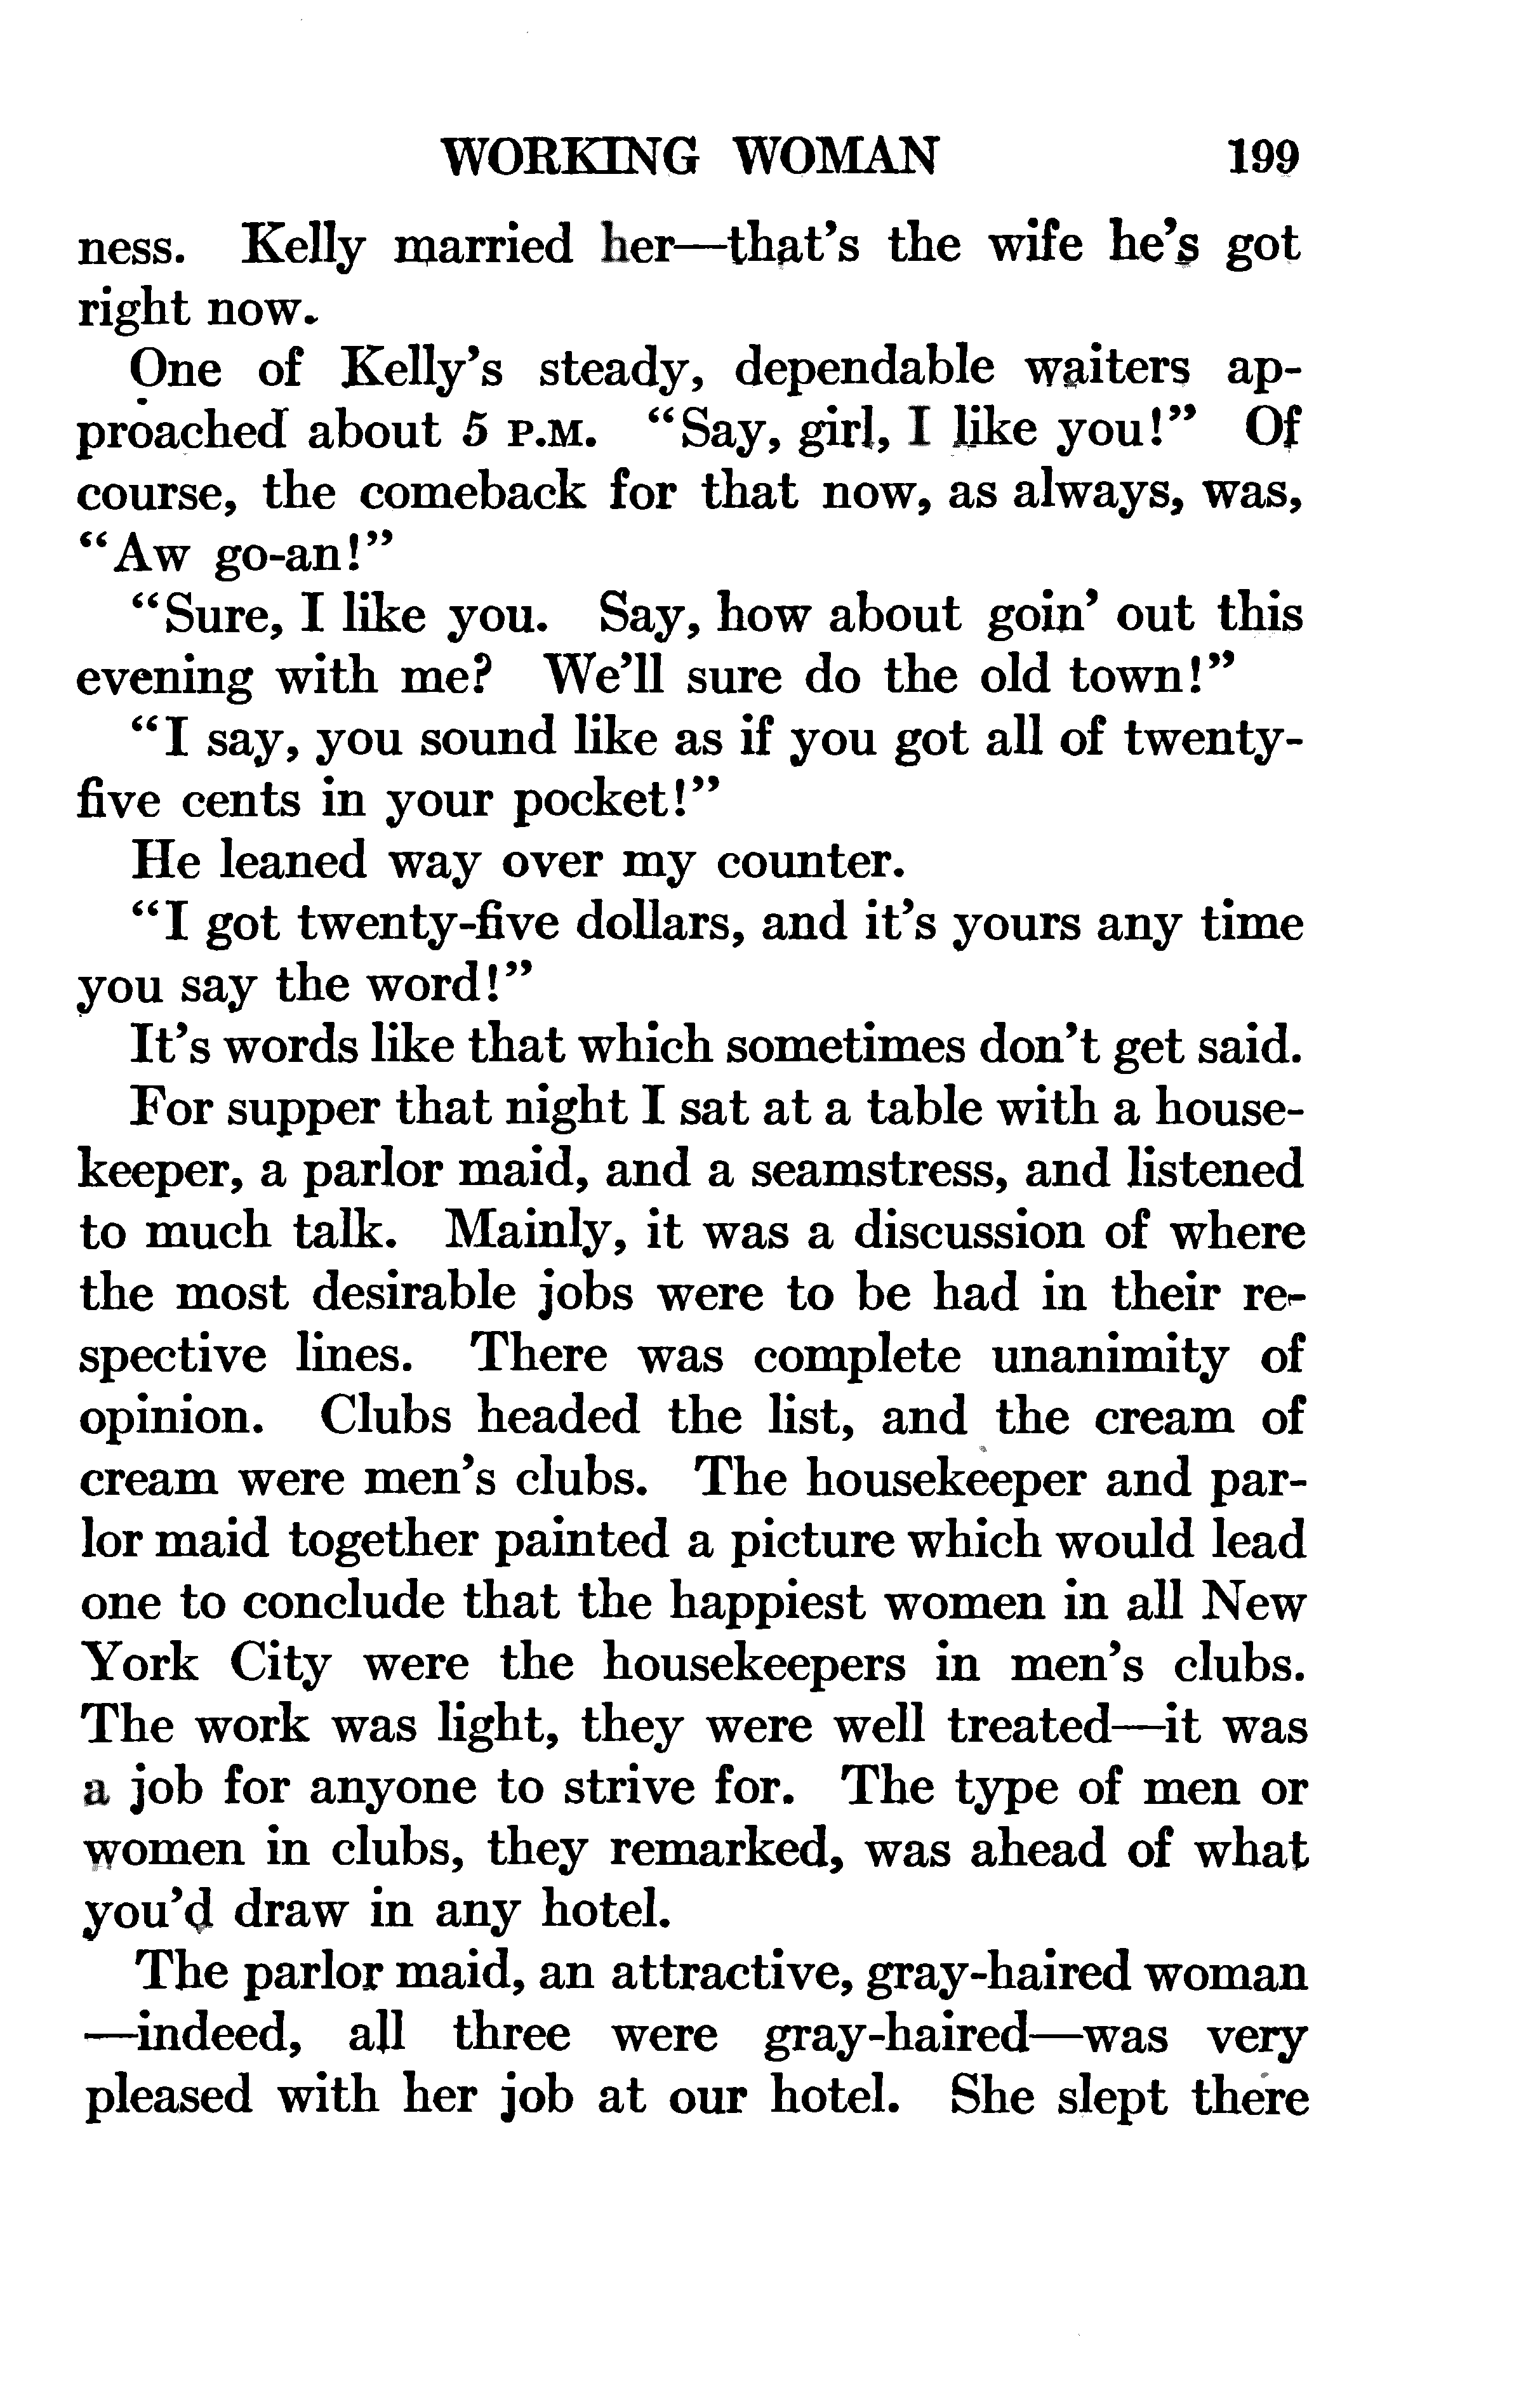 WORKING WOMAN 199
ness. Kelly married her—that's the wife he's got
right now.
One of Kelly's steady, dependable waiters ap-
proached about 5 P.M. "Say, girl, I like you!" Of
course, the comeback for that now, as always, was,
"Aw go-an!"
"Sure, I like you. Say, how about goin' out this
evening with me? We'll sure do the old town!"
"I say, you sound like as if you got all of twenty-
five cents in your pocket!"
He leaned way over my counter.
"I got twenty-five dollars, and it's yours any time
you say the word!"
It's words like that which sometimes don't get said.
For supper that night I sat at a table with a house-
keeper, a parlor maid, and a seamstress, and listened
to much talk. Mainly, it was a discussion of where
the most desirable jobs were to be had in their re-
spective lines. There was complete unanimity of
opinion. Clubs headed the list, and the cream of
cream were men's clubs. The housekeeper and par-
lor maid together painted a picture which would lead
one to conclude that the happiest women in all New
York City were the housekeepers in men's clubs.
The work was light, they were well treated—it was
a job for anyone to strive for. The type of men or
women in clubs, they remarked, was ahead of what
you'd draw in any hotel.
The parlor maid, an attractive, gray-haired woman
—indeed, all three were gray-haired—was very
pleased with her job at our hotel. She slept there